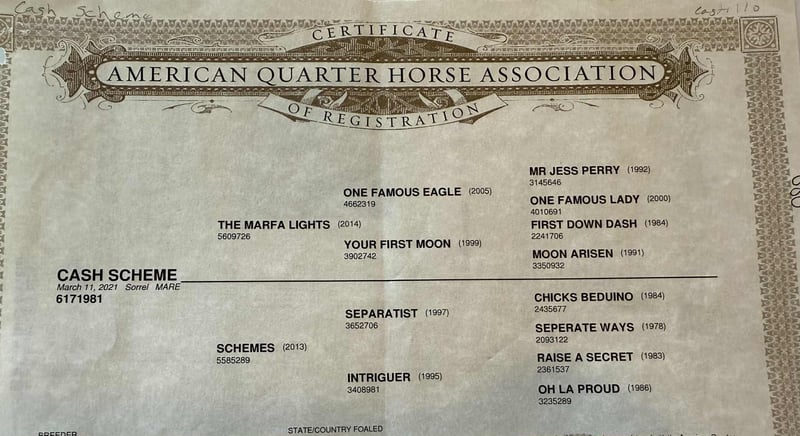 Cash Scheme
CERTIFICATE
AMERICAN QUARTER HORSE ASSOCIATION
OF REGISTRATION
MR JESS PERRY (1992)
3145646
ONE FAMOUS EAGLE (2005)
4662319
ONE FAMOUS LADY (2000)
4010691
THE MARFA LIGHTS (2014)
5609726
FIRST DOWN DASH (1984)
2241706
YOUR FIRST MOON (1999)
3902742
MOON ARISEN (1991)
3350932
CASH SCHEME
March 11, 2021 Sorrel MARE
6171981
CHICKS BEDUINO (1984)
2435677
SEPARATIST (1997)
3652706
SEPERATE WAYS (1978)
2093122
SCHEMES (2013)
5585289
RAISE A SECRET (1983)
2361537
INTRIGUER (1995)
3408981
OH LA PROUD (1986)
3235289
BREEDER
STATE/COUNTRY FOALED